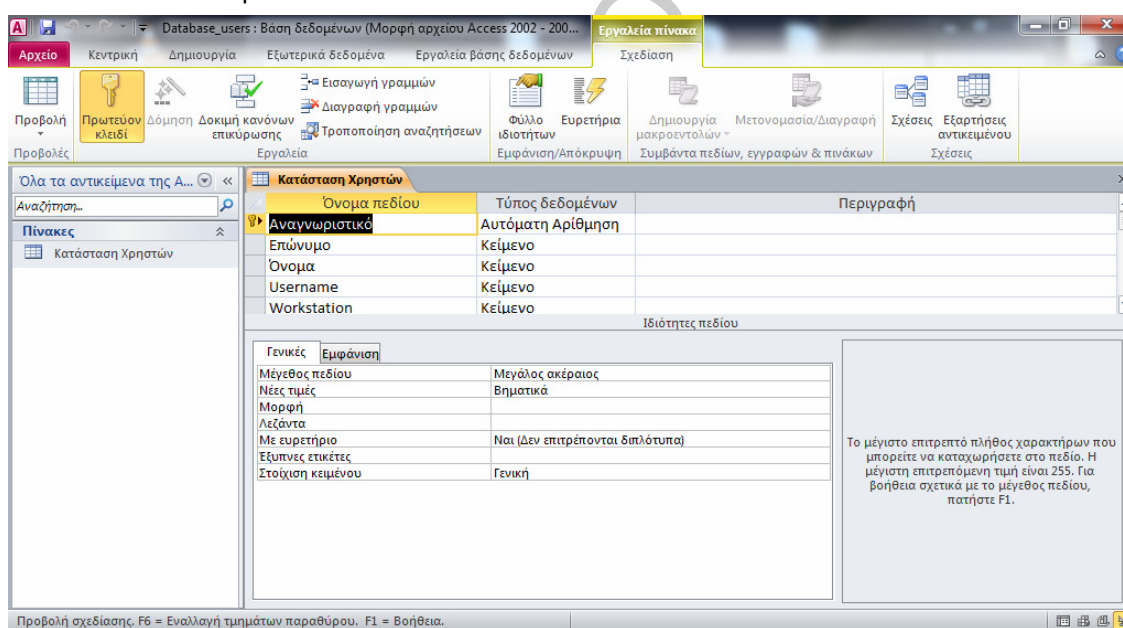 Database_users : Βάση δεδομένων (Μορφή αρχείου Access 2002 - 200... Εργαλεία πίνακα
Αρχείο Κεντρική Δημιουργία Εξωτερικά δεδομένα Εργαλεία βάσης δεδομένων Σχεδίαση
Προβολή
Πρωτεύον κλειδί
Δόμηση
Δοκιμή κανόνων επικύρωσης
Εισαγωγή γραμμών
Διαγραφή γραμμών
Τροποποίηση αναζητήσεων
Φύλλο ιδιοτήτων
Ευρετήρια
Δημιουργία μακροεντολών
Μετονομασία/Διαγραφή
Σχέσεις
Εξαρτήσεις αντικειμένου
Προβολές Εργαλεία Εμφάνιση/Απόκρυψη Συμβάντα πεδίων, εγγραφών & πινάκων Σχέσεις
Όλα τα αντικείμενα της A... «
Αναζήτηση...
Πίνακες
Κατάσταση Χρηστών
Κατάσταση Χρηστών
Όνομα πεδίου Τύπος δεδομένων Περιγραφή
Αναγνωριστικό Αυτόματη Αρίθμηση
Επώνυμο Κείμενο
Όνομα Κείμενο
Username Κείμενο
Workstation Κείμενο
Ιδιότητες πεδίου
Γενικές Εμφάνιση
Μέγεθος πεδίου Μεγάλος ακέραιος
Νέες τιμές Βηματικά
Μορφή
Λεζάντα
Με ευρετήριο Ναι (Δεν επιτρέπονται διπλότυπα)
Έξυπνες ετικέτες
Στοίχιση κειμένου Γενική
Το μέγιστο επιτρεπτό πλήθος χαρακτήρων που
μπορείτε να καταχωρήσετε στο πεδίο. Η
μέγιστη επιτρεπόμενη τιμή είναι 255. Για
βοήθεια σχετικά με το μέγεθος πεδίου,
πατήστε F1.
Προβολή σχεδίασης. F6 = Εναλλαγή τμημάτων παραθύρου. F1 = Βοήθεια.